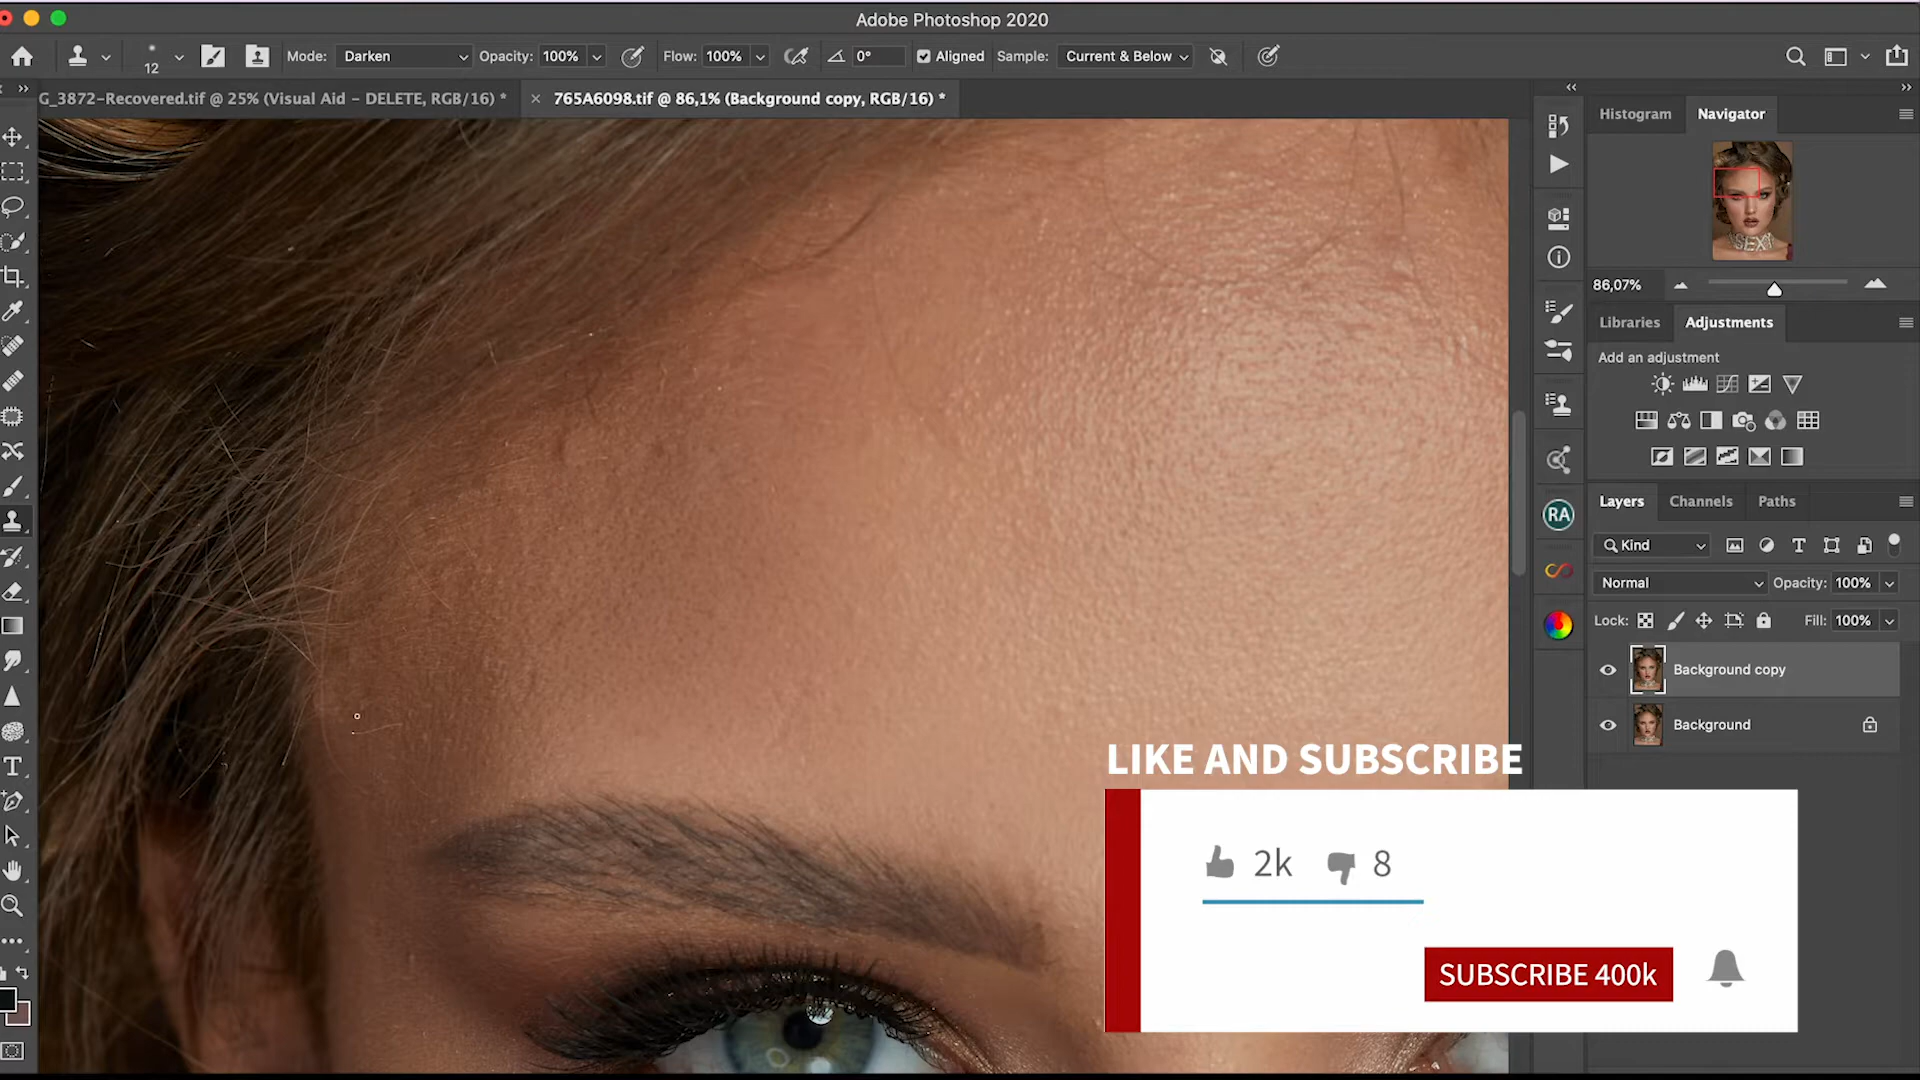 Adobe Photoshop 2020
12 Mode: Darken Opacity: 100% Flow: 100% 0° Aligned Sample: Current & Below
G_3872-Recovered.tif @ 25% (Visual Aid - DELETE, RGB/16) * × 765A6098.tif @ 86,1% (Background copy, RGB/16) *
Histogram Navigator
SEXY
86,07%
Libraries Adjustments
Add an adjustment
Layers Channels Paths
RA
Kind
Normal Opacity: 100%
Lock: Fill: 100%
Background copy
Background
LIKE AND SUBSCRIBE
2k 8
SUBSCRIBE 400k